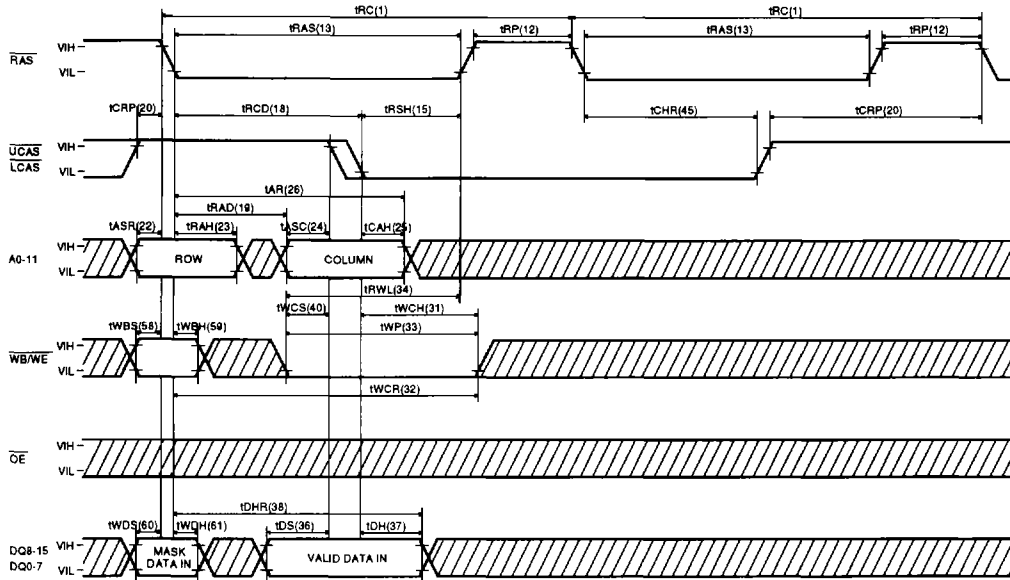 tRC(1) tRC(1)
tRAS(13) tRP(12) tRAS(13) tRP(12)
RAS VIH VIL
tCRP(20) tRCD(18) tRSH(15) tCHR(45) tCRP(20)
UCAS LCAS VIH VIL
tAR(26)
tRAD(19)
tASR(22) tRAH(23) tASC(24) tCAH(25)
A0-11 VIH VIL ROW COLUMN
tRWL(34)
tWCS(40) tWCH(31)
tWBS(58) tWBH(59) tWP(33)
WB/WE VIH VIL
tWCR(32)
OE VIH VIL
tDHR(38)
tWDS(60) tWDH(61) tDS(36) tDH(37)
DQ8-15 DQ0-7 VIH VIL MASK DATA IN VALID DATA IN